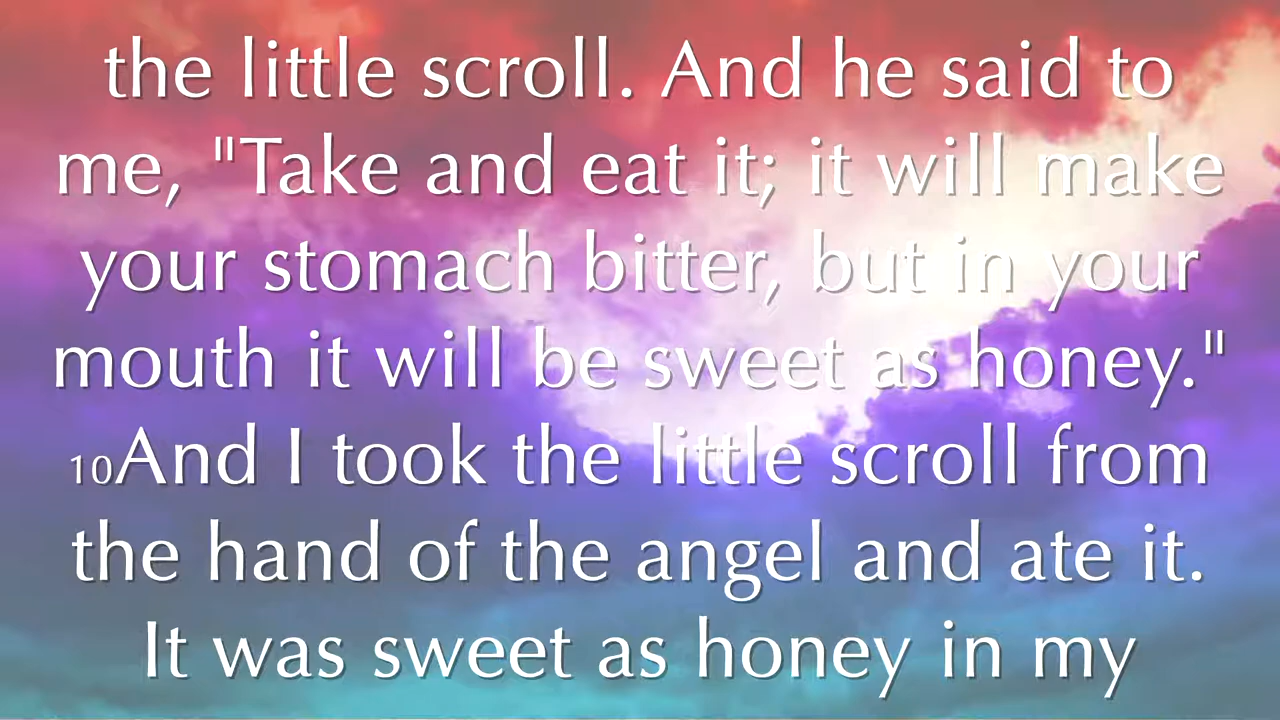 the little scroll. And he said to
me, "Take and eat it; it will make
your stomach bitter, but in your
mouth it will be sweet as honey."
10And I took the little scroll from
the hand of the angel and ate it.
It was sweet as honey in my